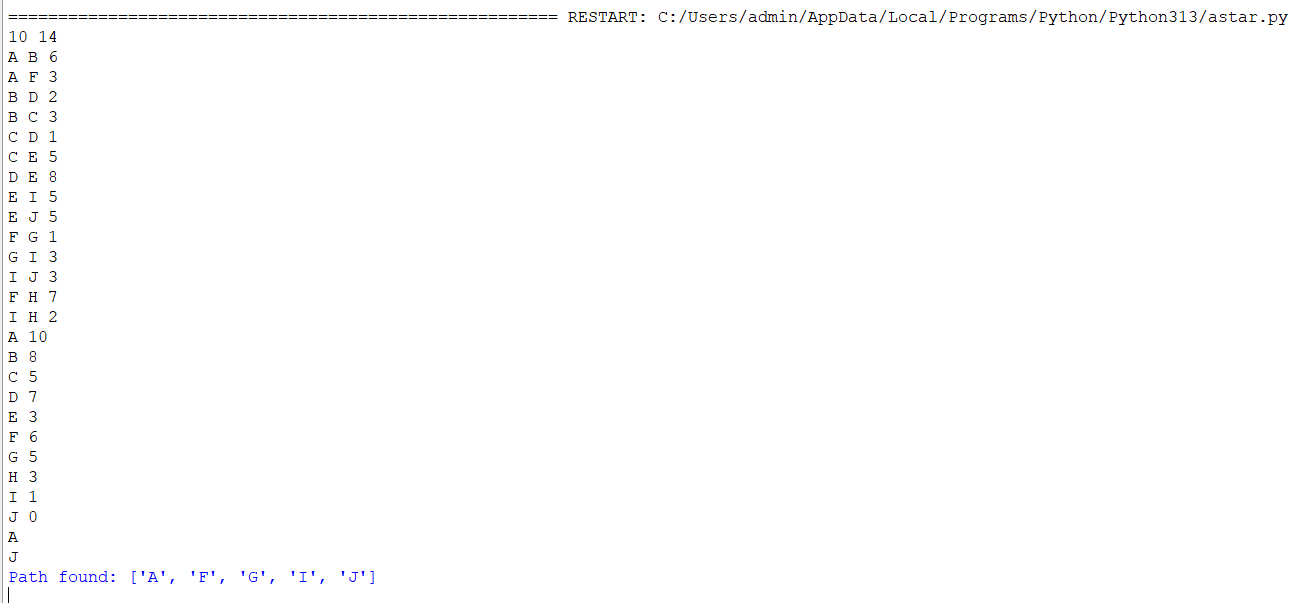 ======================================================= RESTART: C:/Users/admin/AppData/Local/Programs/Python/Python313/astar.py
10 14
A B 6
A F 3
B D 2
B C 3
C D 1
C E 5
D E 8
E I 5
E J 5
F G 1
G I 3
I J 3
F H 7
I H 2
A 10
B 8
C 5
D 7
E 3
F 6
G 5
H 3
I 1
J 0
A
J
Path found: ['A', 'F', 'G', 'I', 'J']